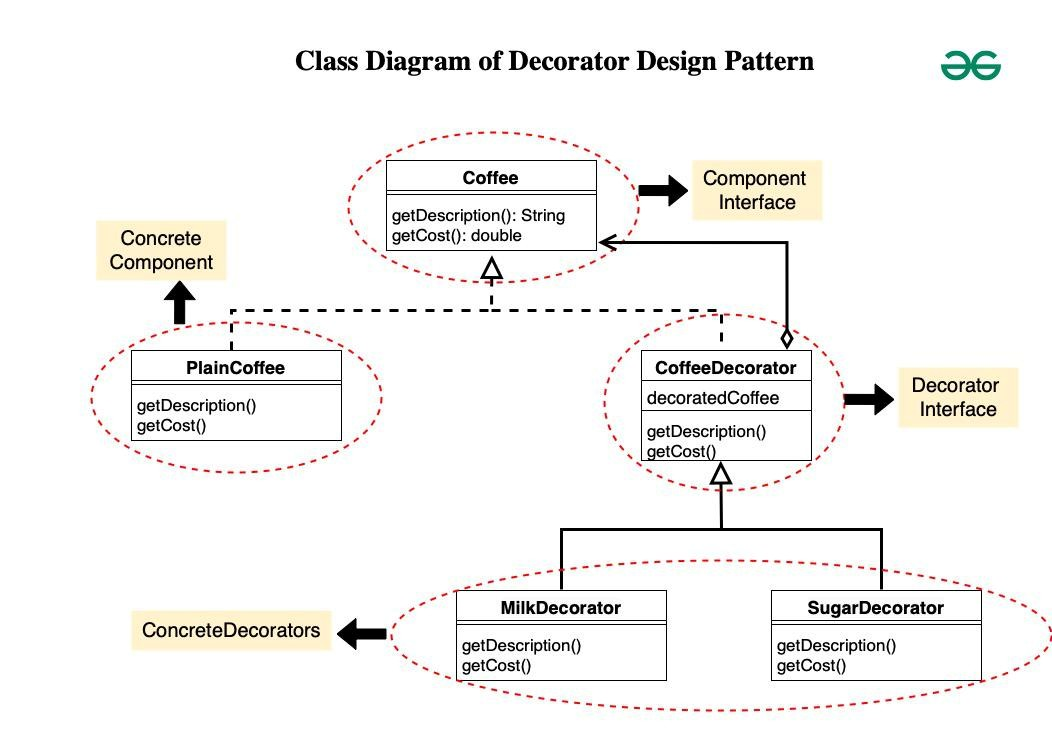 Class Diagram of Decorator Design Pattern
Coffee
getDescription(): String
getCost(): double
Component
Interface
Concrete
Component
PlainCoffee
getDescription()
getCost()
CoffeeDecorator
decoratedCoffee
getDescription()
getCost()
Decorator
Interface
MilkDecorator
getDescription()
getCost()
SugarDecorator
getDescription()
getCost()
ConcreteDecorators